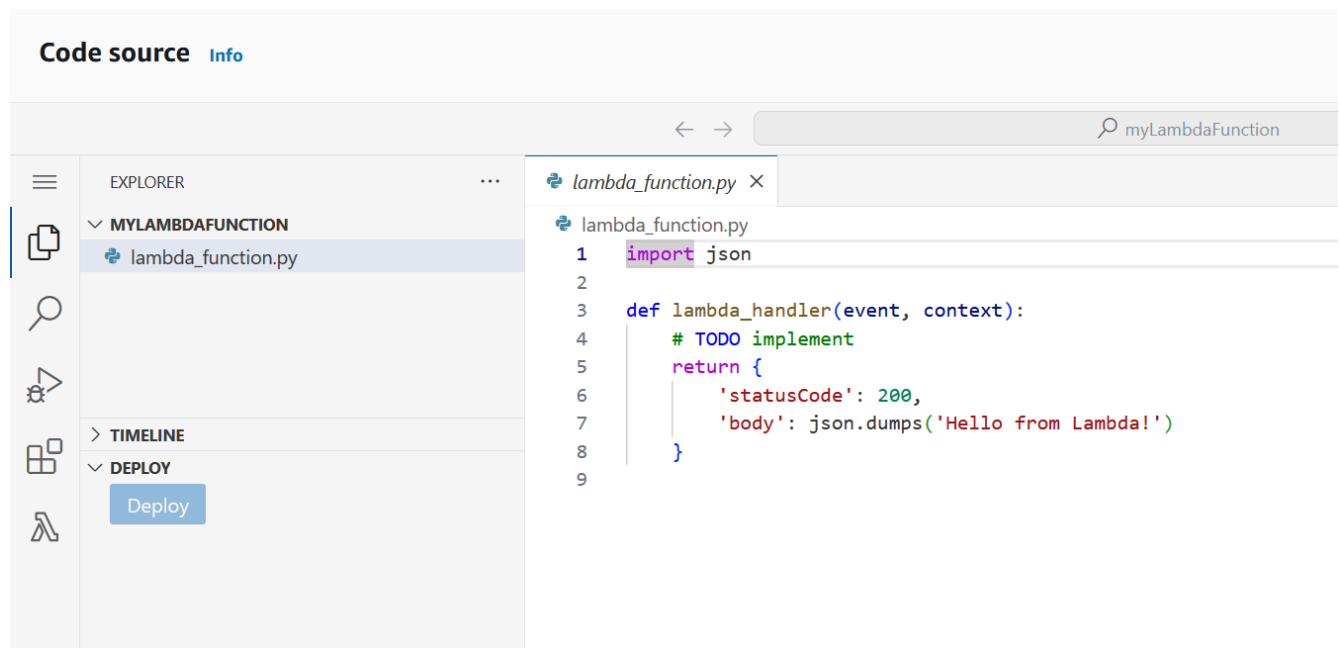 Code source Info
myLambdaFunction
EXPLORER
lambda_function.py
MYLAMBDAFUNCTION
lambda_function.py
TIMELINE
DEPLOY
Deploy
lambda_function.py
1 import json
2
3 def lambda_handler(event, context):
4     # TODO implement
5     return {
6         'statusCode': 200,
7         'body': json.dumps('Hello from Lambda!')
8     }
9